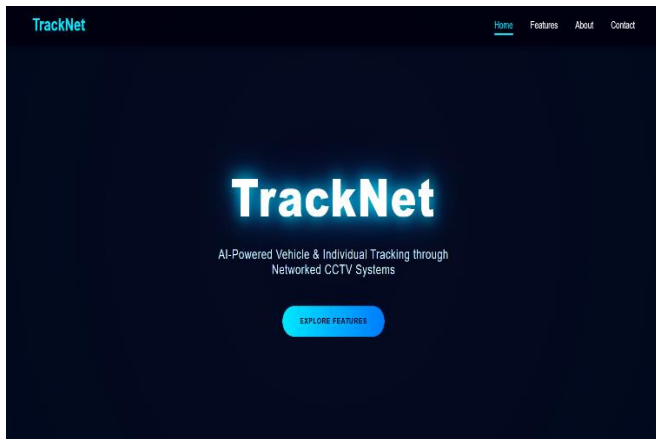 TrackNet
Home Features About Contact
TrackNet
AI-Powered Vehicle & Individual Tracking through
Networked CCTV Systems
EXPLORE FEATURES